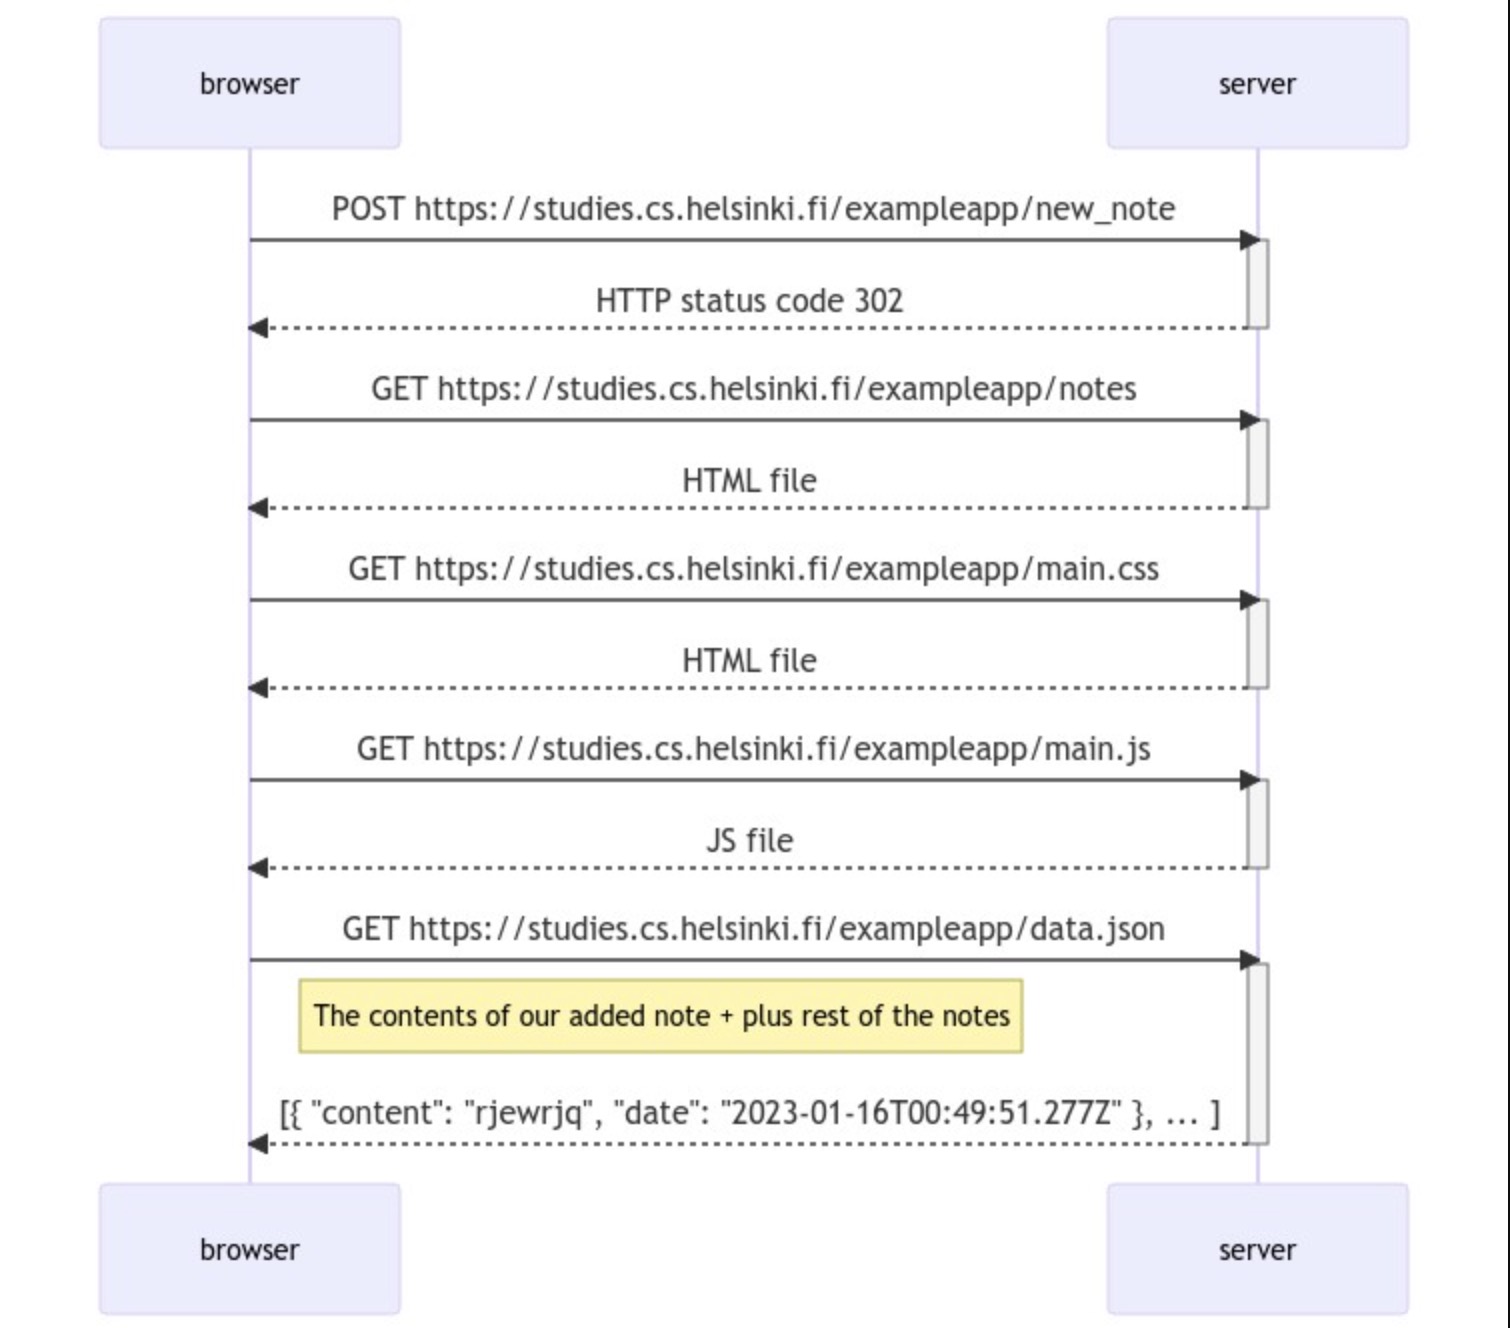 browser
server
POST https://studies.cs.helsinki.fi/exampleapp/new_note
HTTP status code 302
GET https://studies.cs.helsinki.fi/exampleapp/notes
HTML file
GET https://studies.cs.helsinki.fi/exampleapp/main.css
HTML file
GET https://studies.cs.helsinki.fi/exampleapp/main.js
JS file
GET https://studies.cs.helsinki.fi/exampleapp/data.json
The contents of our added note + plus rest of the notes
[{ "content": "rjewrjq", "date": "2023-01-16T00:49:51.277Z" }, ... ]
browser
server